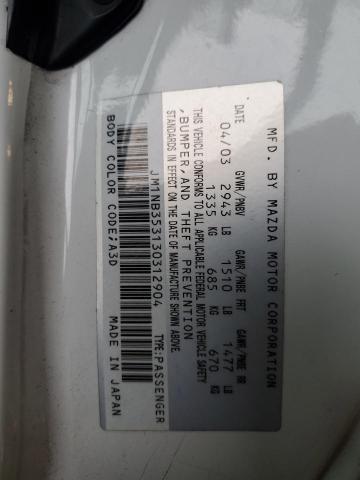 MFD. BY MAZDA MOTOR CORPORATION
DATE GVWR/PNBV GAWR/PNBE FRT GAWR/PNBE RR
04/03 2943 LB 1510 LB 1477 LB
1335 KG 685 KG 670 KG
THIS VEHICLE CONFORMS TO ALL APPLICABLE FEDERAL MOTOR VEHICLE SAFETY
,BUMPER,AND THEFT PREVENTION
STANDARDS IN EFFECT ON THE DATE OF MANUFACTURE SHOWN ABOVE.
JM1NB353130312904 TYPE:PASSENGER
BODY COLOR CODE;A3D MADE IN JAPAN